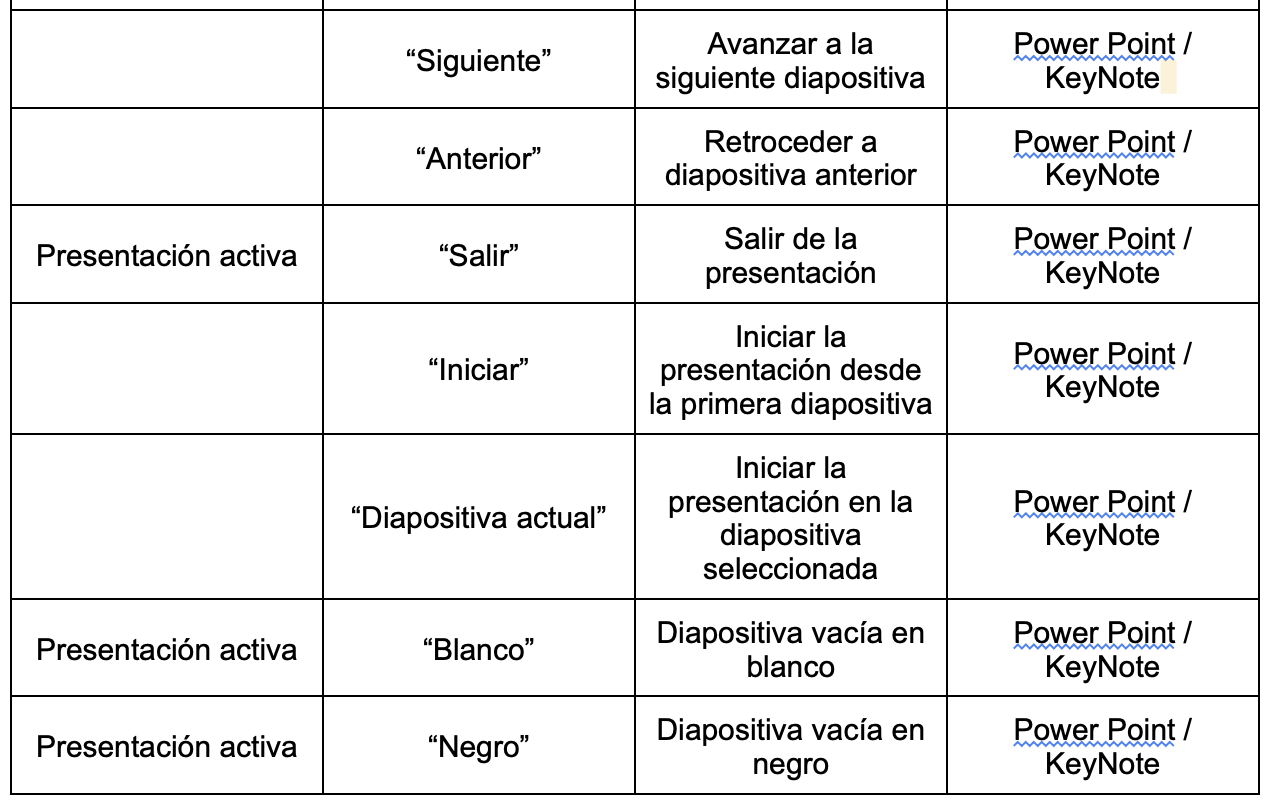 “Siguiente”
Avanzar a la
siguiente diapositiva
Power Point /
KeyNote
“Anterior”
Retroceder a
diapositiva anterior
Power Point /
KeyNote
Presentación activa
“Salir”
Salir de la
presentación
Power Point /
KeyNote
“Iniciar”
Iniciar la
presentación desde
la primera diapositiva
Power Point /
KeyNote
“Diapositiva actual”
Iniciar la
presentación en la
diapositiva
seleccionada
Power Point /
KeyNote
Presentación activa
“Blanco”
Diapositiva vacía en
blanco
Power Point /
KeyNote
Presentación activa
“Negro”
Diapositiva vacía en
negro
Power Point /
KeyNote